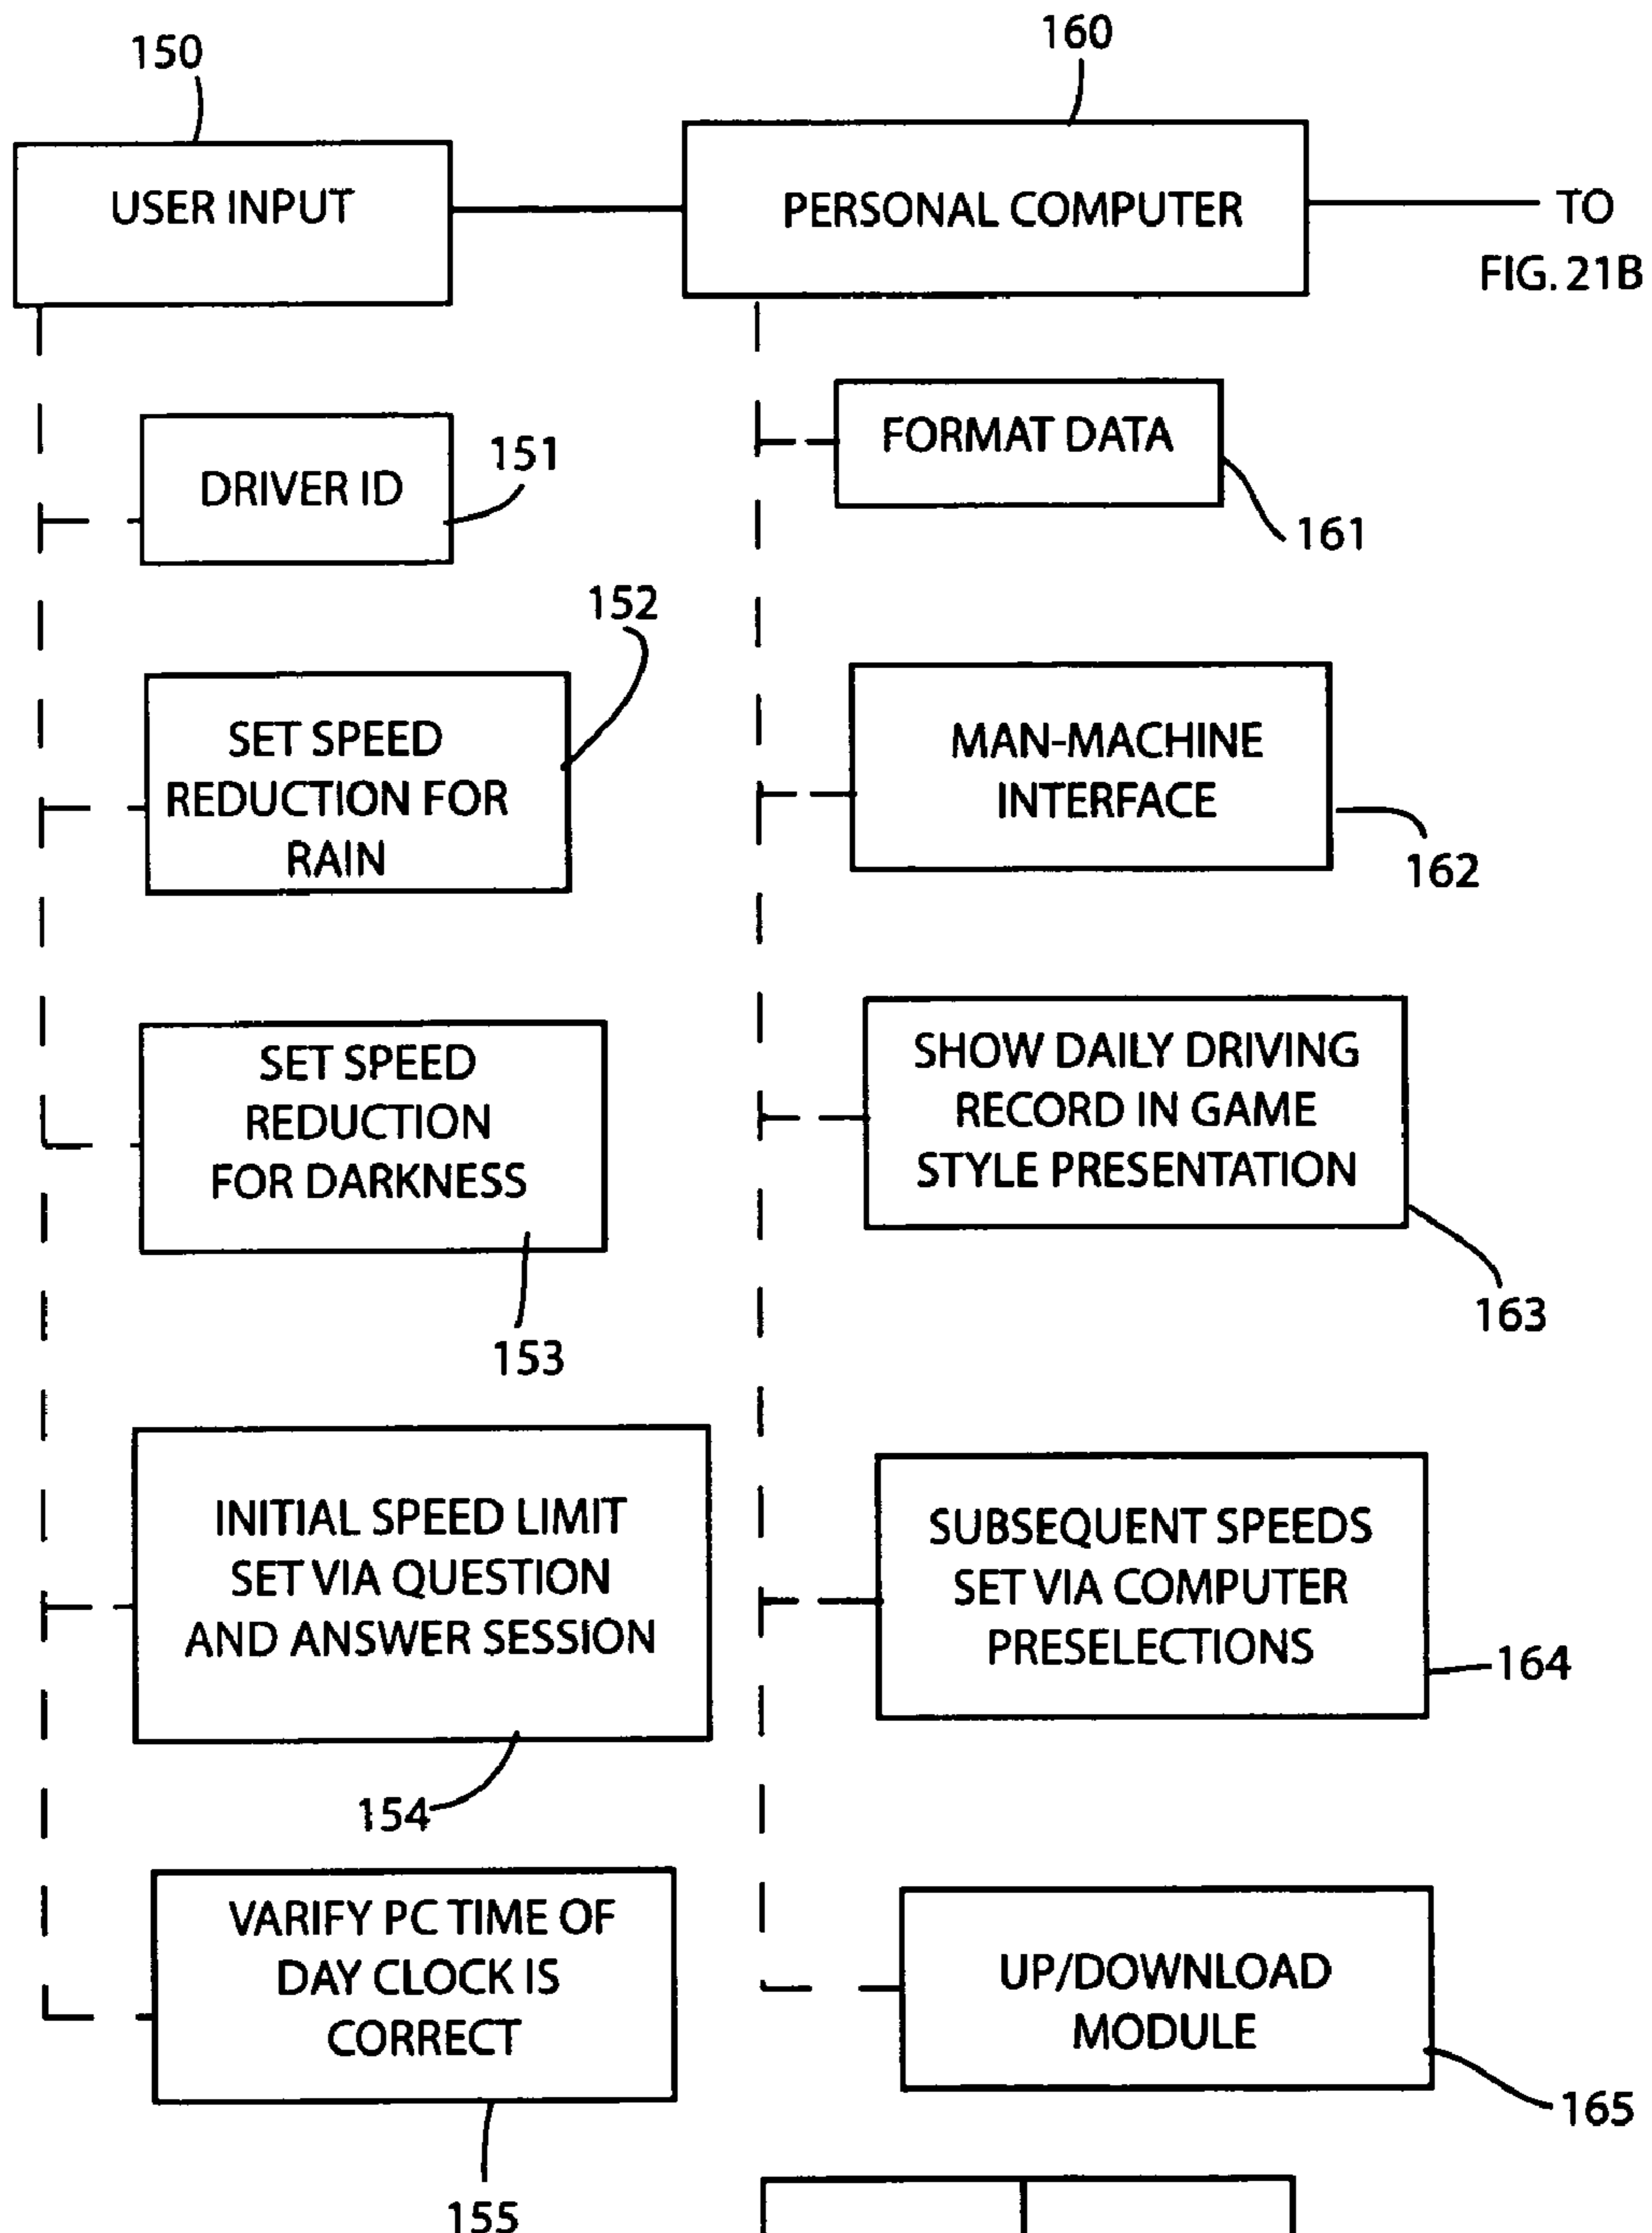 150
160
USER INPUT
PERSONAL COMPUTER
TO
FIG. 21B
DRIVER ID
151
FORMAT DATA
161
152
SET SPEED
REDUCTION FOR
RAIN
MAN-MACHINE
INTERFACE
162
SET SPEED
REDUCTION
FOR DARKNESS
153
SHOW DAILY DRIVING
RECORD IN GAME
STYLE PRESENTATION
163
INITIAL SPEED LIMIT
SET VIA QUESTION
AND ANSWER SESSION
154
SUBSEQUENT SPEEDS
SET VIA COMPUTER
PRESELECTIONS
164
VARIFY PC TIME OF
DAY CLOCK IS
CORRECT
155
UP/DOWNLOAD
MODULE
165